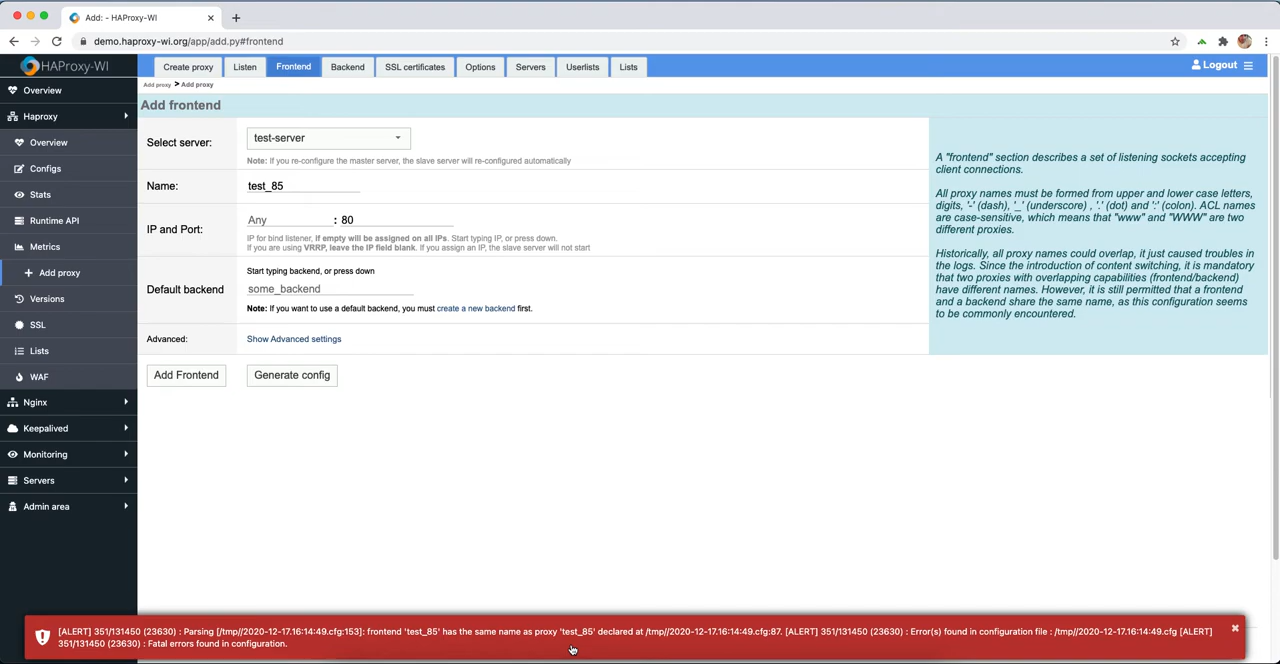 Add: - HAProxy-WI
demo.haproxy-wi.org/app/add.py#frontend
HAProxy-WI
Create proxy
Listen
Frontend
Backend
SSL certificates
Options
Servers
Userlists
Lists
Logout
Overview
Haproxy
Overview
Configs
Stats
Runtime API
Metrics
Add proxy
Versions
SSL
Lists
WAF
Nginx
Keepalived
Monitoring
Servers
Admin area
Add proxy > Add proxy
Add frontend
Select server:
test-server
Note: If you re-configure the master server, the slave server will re-configured automatically
Name:
test_85
IP and Port:
Any : 80
IP for bind listener, if empty will be assigned on all IPs. Start typing IP, or press down.
If you are using VRRP, leave the IP field blank. If you assign an IP, the slave server will not start
Default backend
Start typing backend, or press down
some_backend
Note: If you want to use a default backend, you must create a new backend first.
Advanced:
Show Advanced settings
Add Frontend
Generate config
A "frontend" section describes a set of listening sockets accepting
client connections.
All proxy names must be formed from upper and lower case letters,
digits, '-' (dash), '_' (underscore) , '.' (dot) and ':' (colon). ACL names
are case-sensitive, which means that "www" and "WWW" are two
different proxies.
Historically, all proxy names could overlap, it just caused troubles in
the logs. Since the introduction of content switching, it is mandatory
that two proxies with overlapping capabilities (frontend/backend)
have different names. However, it is still permitted that a frontend
and a backend share the same name, as this configuration seems
to be commonly encountered.
[ALERT] 351/131450 (23630) : Parsing [/tmp//2020-12-17.16:14:49.cfg:153]: frontend 'test_85' has the same name as proxy 'test_85' declared at /tmp//2020-12-17.16:14:49.cfg:87. [ALERT] 351/131450 (23630) : Error(s) found in configuration file : /tmp//2020-12-17.16:14:49.cfg [ALERT]
351/131450 (23630) : Fatal errors found in configuration.